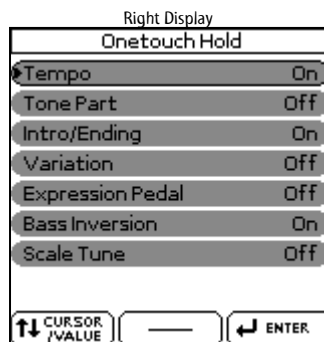 Right Display
Onetouch Hold
Tempo On
Tone Part Off
Intro/Ending On
Variation Off
Expression Pedal Off
Bass Inversion On
Scale Tune Off
CURSOR
/VALUE
ENTER